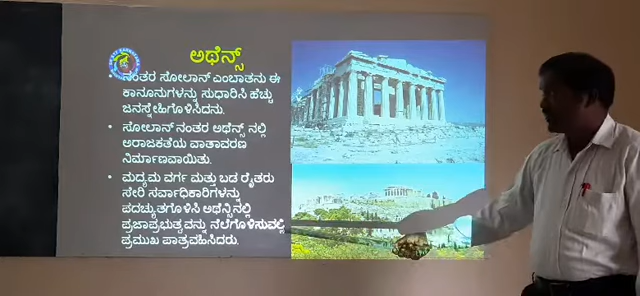 ಅಥೆನ್ಸ್
ನಂತರ ಸೋಲಾನ್ ಎಂಬಾತನು ಈ
ಕಾನೂನುಗಳನ್ನು ಸುಧಾರಿಸಿ ಹೆಚ್ಚು
ಜನಸ್ನೇಹಿಗೊಳಿಸಿದನು.
• ಸೋಲಾನ್ ನಂತರ ಅಥೆನ್ಸ್ ನಲ್ಲಿ
ಅರಾಜಕತೆಯ ವಾತಾವರಣ
ನಿರ್ಮಾಣವಾಯಿತು.
• ಮಧ್ಯಮ ವರ್ಗ ಮತ್ತು ಬಡ ರೈತರು
ಸೇರಿ ಸರ್ವಾಧಿಕಾರಿಗಳನ್ನು
ಪದಚ್ಯುತಗೊಳಿಸಿ ಅಥೆನ್ಸಿನಲ್ಲಿ
ಪ್ರಜಾಪ್ರಭುತ್ವವನ್ನು ನೆಲೆಗೊಳಿಸುವಲ್ಲಿ
ಪ್ರಮುಖ ಪಾತ್ರವಹಿಸಿದರು.